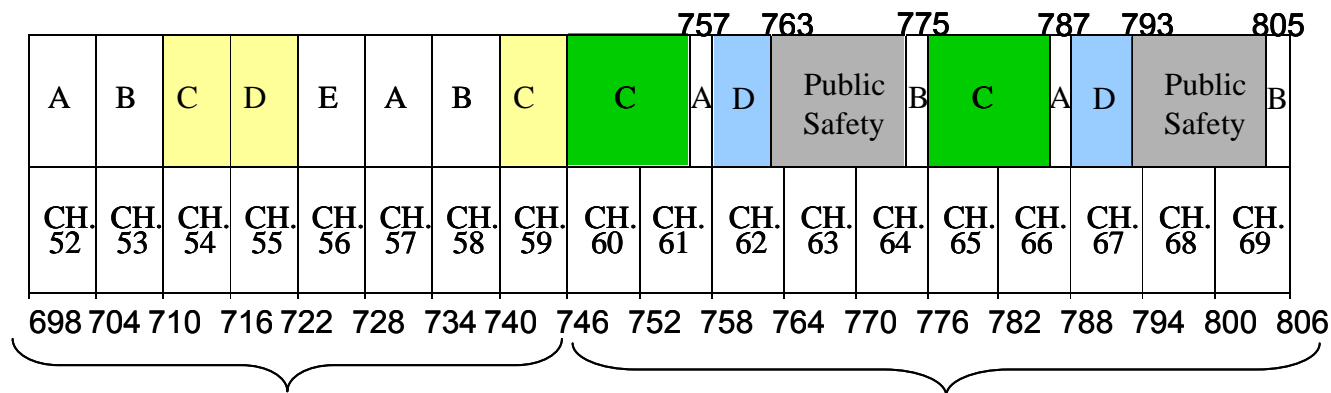 757 763 775 787 793 805
A B C D E A B C C A D Public Safety B C A D Public Safety B
CH. 52 CH. 53 CH. 54 CH. 55 CH. 56 CH. 57 CH. 58 CH. 59 CH. 60 CH. 61 CH. 62 CH. 63 CH. 64 CH. 65 CH. 66 CH. 67 CH. 68 CH. 69
698 704 710 716 722 728 734 740 746 752 758 764 770 776 782 788 794 800 806